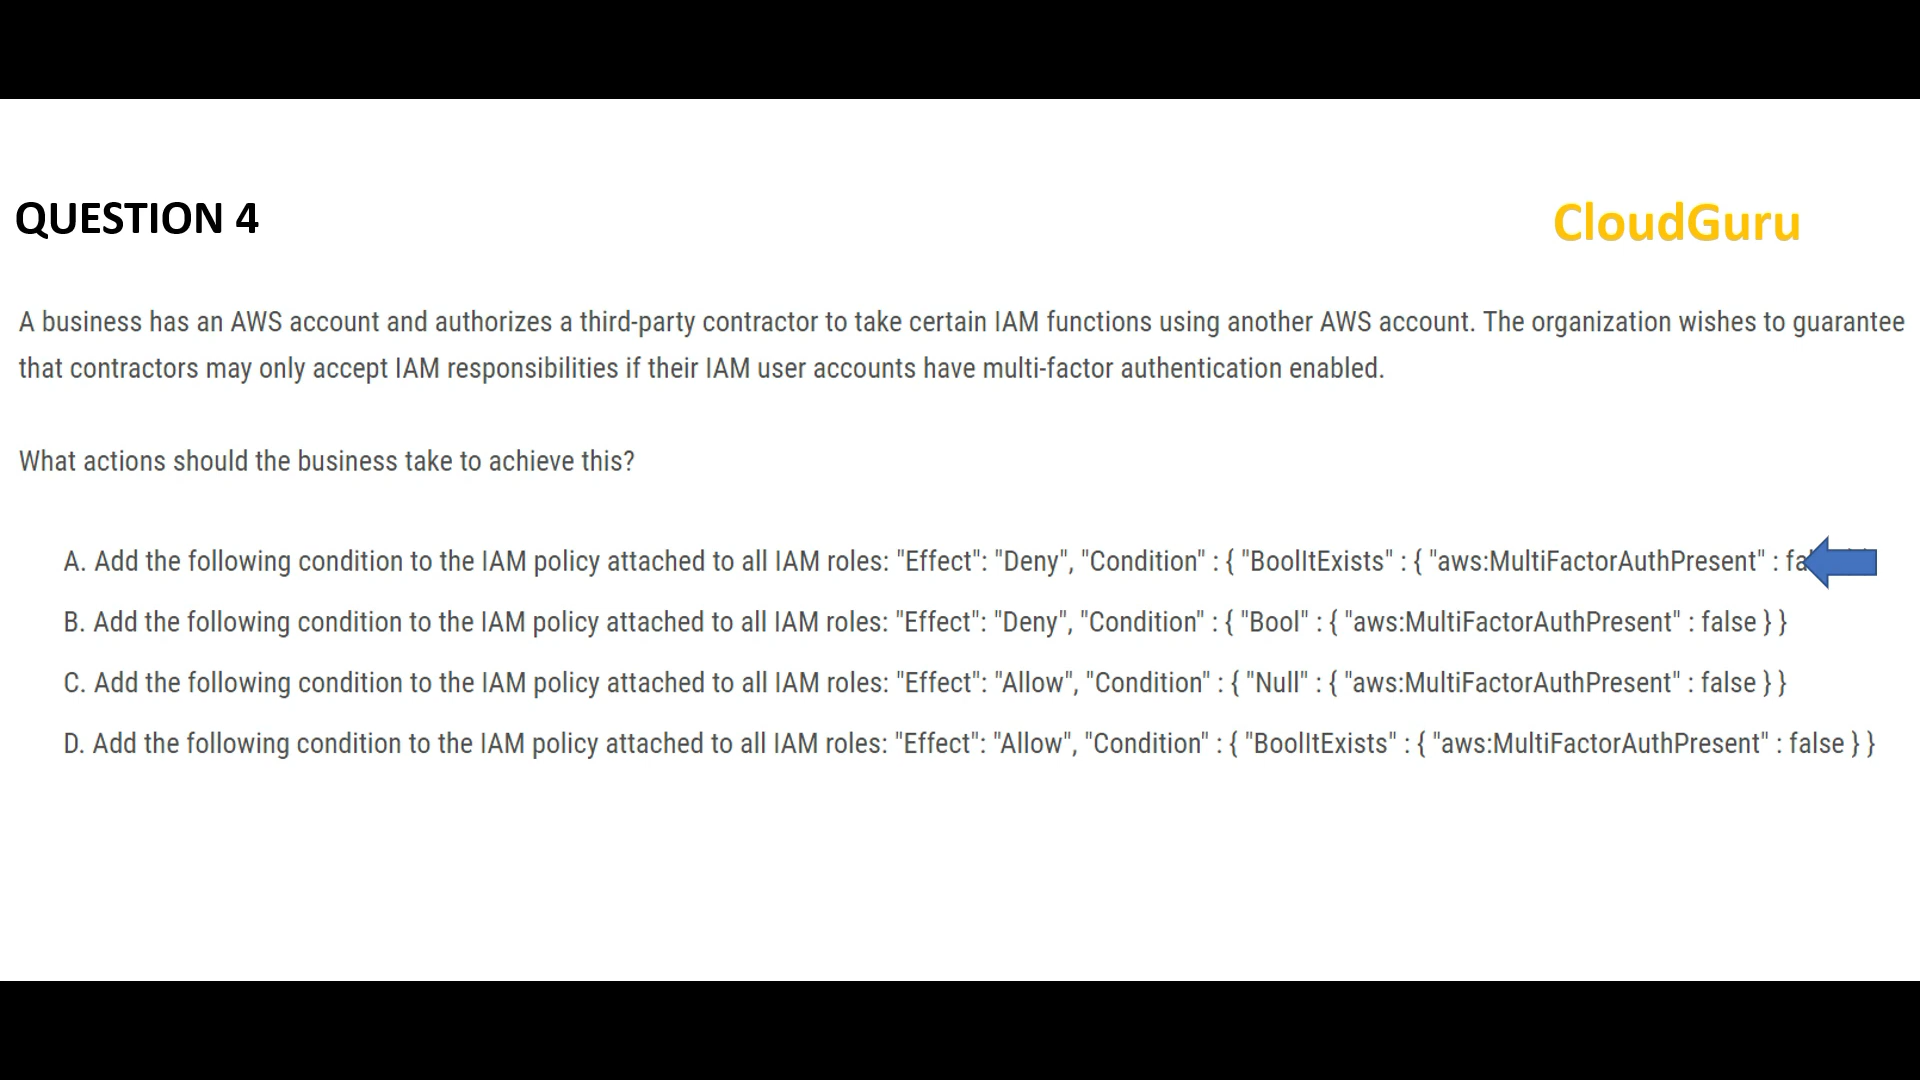 QUESTION 4
CloudGuru
A business has an AWS account and authorizes a third-party contractor to take certain IAM functions using another AWS account. The organization wishes to guarantee
that contractors may only accept IAM responsibilities if their IAM user accounts have multi-factor authentication enabled.
What actions should the business take to achieve this?
A. Add the following condition to the IAM policy attached to all IAM roles: "Effect": "Deny", "Condition" : { "BoolItExists" : { "aws:MultiFactorAuthPresent" :
B. Add the following condition to the IAM policy attached to all IAM roles: "Effect": "Deny", "Condition" : { "Bool" : { "aws:MultiFactorAuthPresent" : false } }
C. Add the following condition to the IAM policy attached to all IAM roles: "Effect": "Allow", "Condition" : { "Null" : { "aws:MultiFactorAuthPresent" : false } }
D. Add the following condition to the IAM policy attached to all IAM roles: "Effect": "Allow", "Condition" : { "BoolItExists" : { "aws:MultiFactorAuthPresent" : false } }